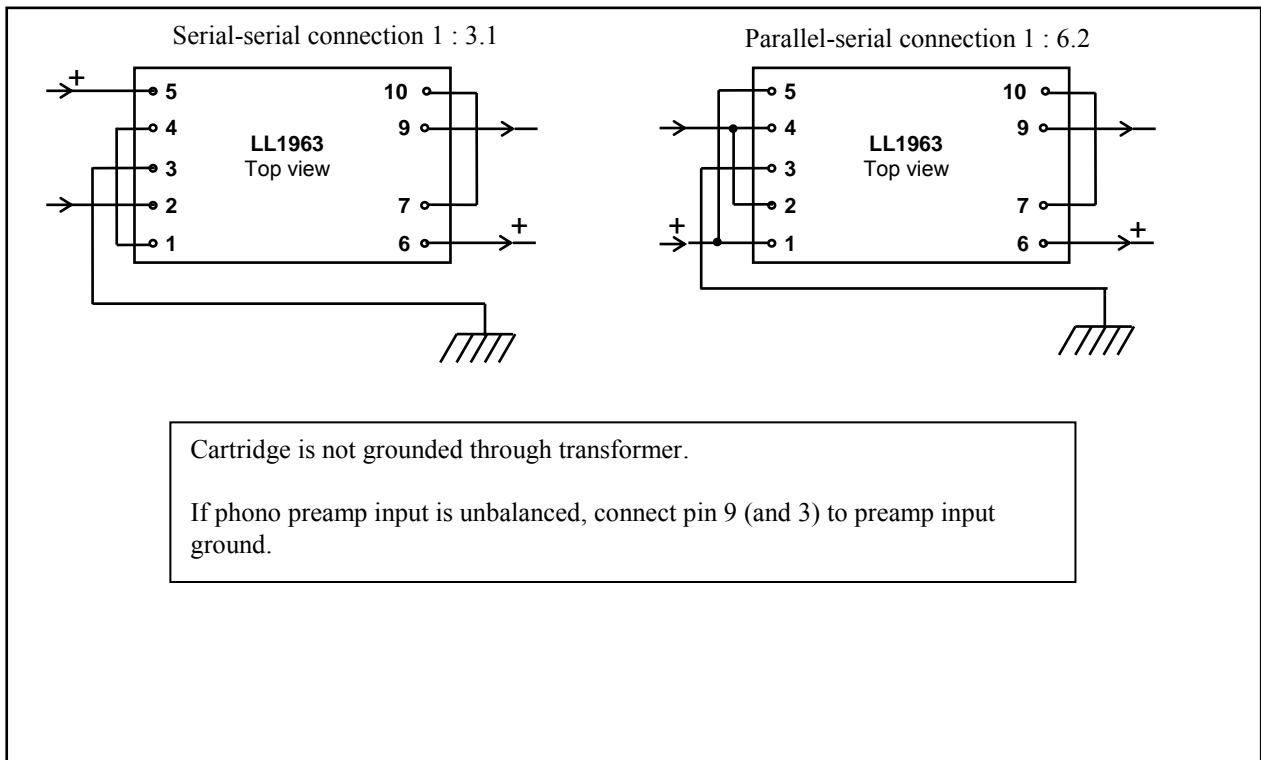 Serial-serial connection 1 : 3.1
+
5
4
3
2
1
LL1963
Top view
10
9
7
6
+
Parallel-serial connection 1 : 6.2
5
4
3
2
+
1
LL1963
Top view
10
9
7
6
+
Cartridge is not grounded through transformer.
If phono preamp input is unbalanced, connect pin 9 (and 3) to preamp input
ground.